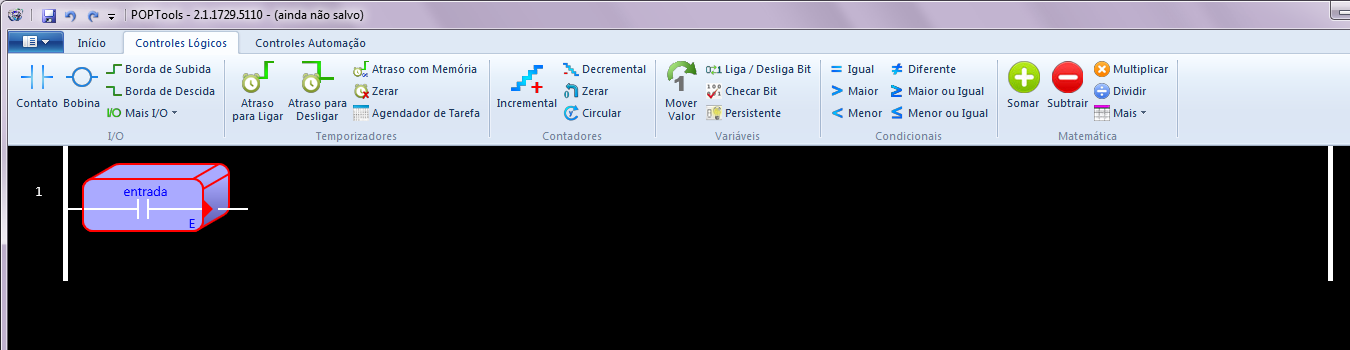 POPTools - 2.1.1729.5110 - (ainda não salvo)
Início Controles Lógicos Controles Automação
Contato Bobina
Borda de Subida
Borda de Descida
I/O Mais I/O
I/O
Atraso para Ligar
Atraso para Desligar
Atraso com Memória
Zerar
Agendador de Tarefa
Temporizadores
Incremental
Decremental
Zerar
Circular
Contadores
1
Mover Valor
Liga / Desliga Bit
Checar Bit
Persistente
Variáveis
= Igual ≠ Diferente
> Maior ≥ Maior ou Igual
< Menor ≤ Menor ou Igual
Condicionais
Somar Subtrair
Multiplicar
Dividir
Mais
Matemática
1
entrada
E